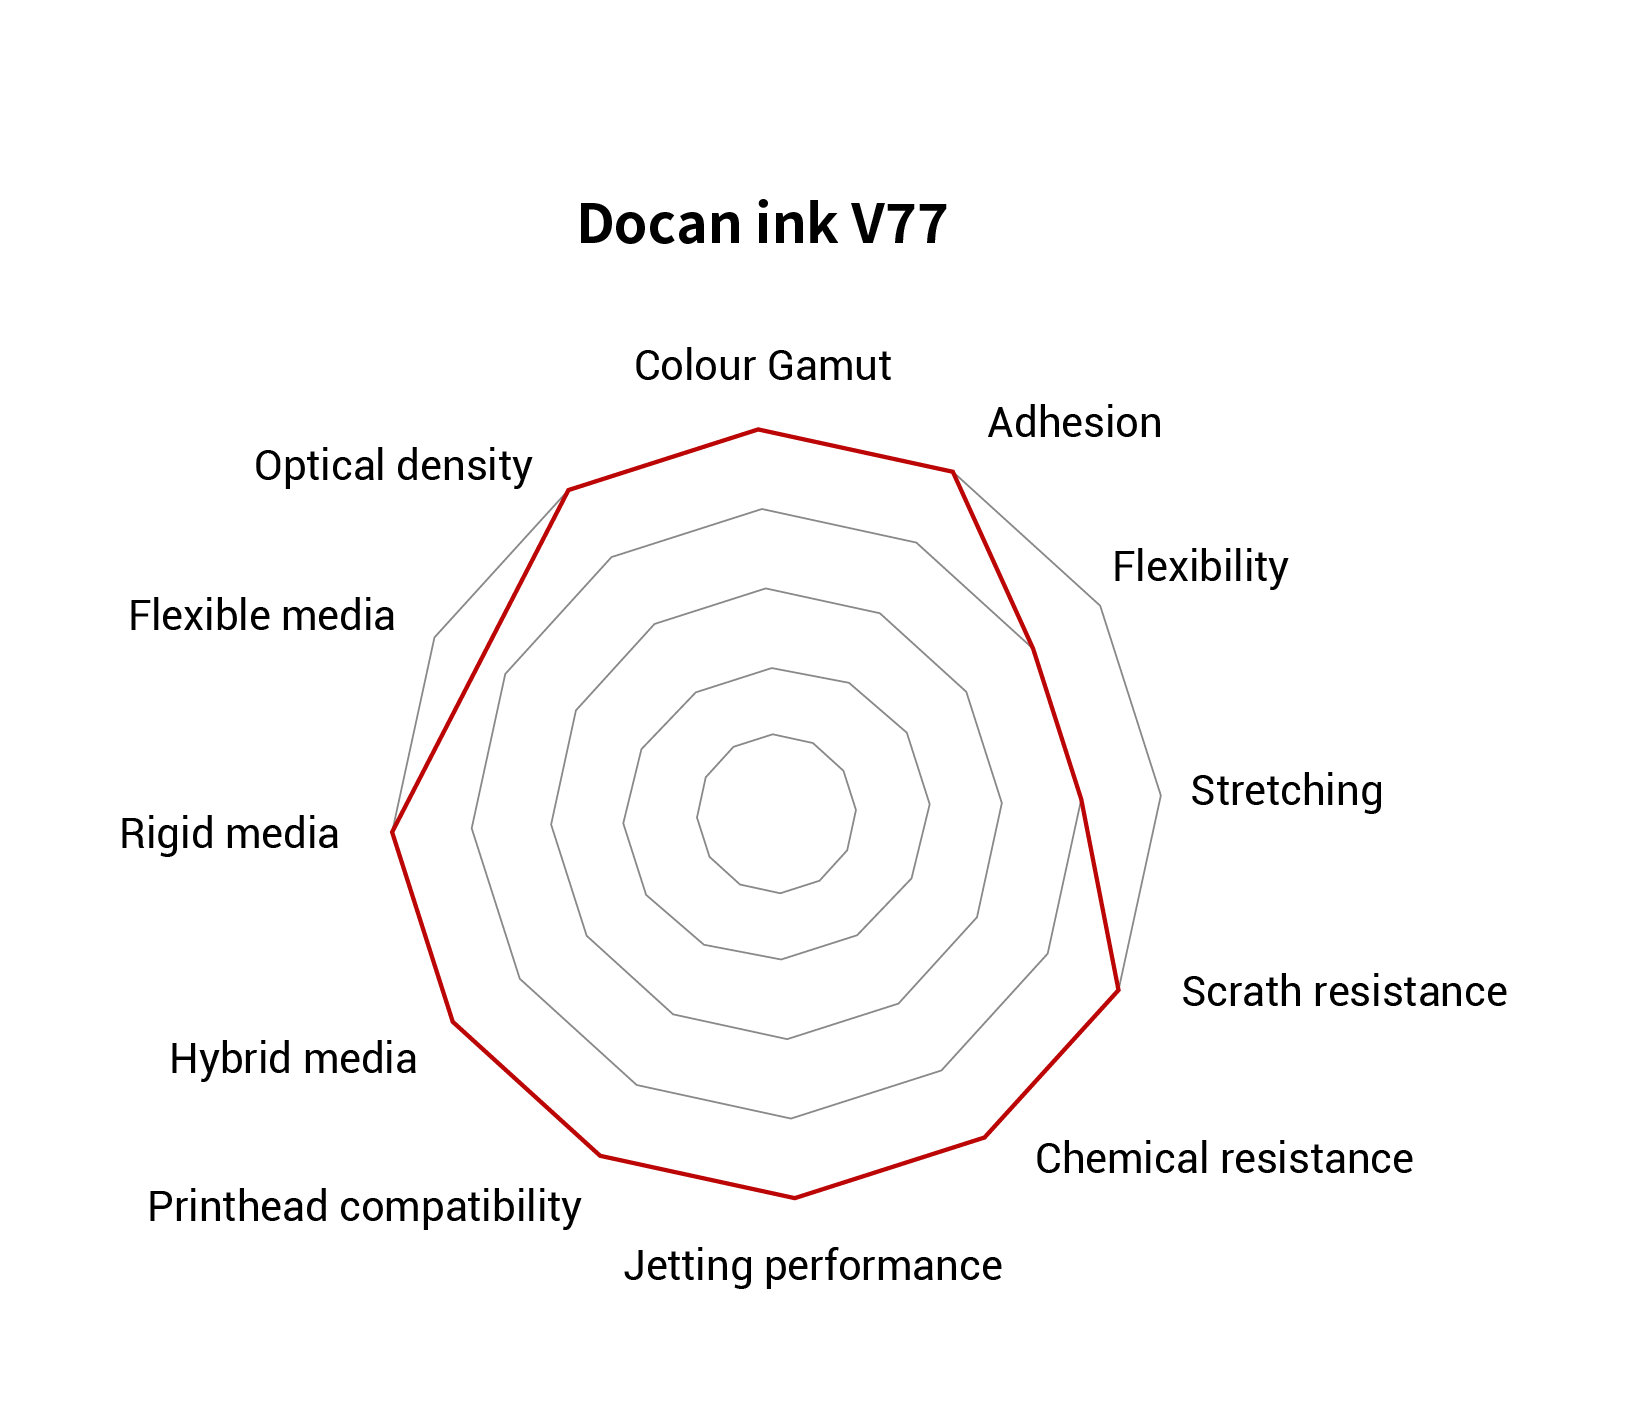 Docan ink V77
Colour Gamut
Adhesion
Optical density
Flexibility
Flexible media
Stretching
Rigid media
Scrath resistance
Hybrid media
Chemical resistance
Printhead compatibility
Jetting performance